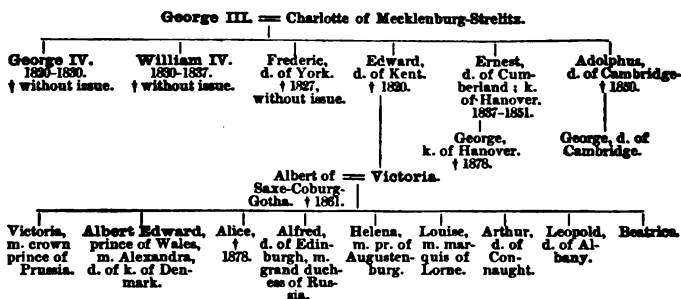 George III. = Charlotte of Mecklenburg-Strelitz.
George IV.
1820-1830.
† without issue.
William IV.
1830-1837.
† without issue.
Frederic,
d. of York.
† 1827,
without issue.
Edward,
d. of Kent.
† 1820.
Ernest,
d. of Cum-
berland ; k.
of Hanover.
1837-1851.
Adolphus,
d. of Cambridge
† 1850.
George,
k. of Hanover.
† 1878.
George, d. of
Cambridge.
Albert of = Victoria.
Saxe-Coburg-
Gotha. † 1861.
Victoria,
m. crown
prince of
Prussia.
Albert Edward,
prince of Wales,
m. Alexandra,
d. of k. of Den-
mark.
Alice,
†
1878.
Alfred,
d. of Edin-
burgh, m.
grand duch-
ess of Rus-
sia.
Helena,
m. pr. of
Augusten-
burg.
Louise,
m. mar-
quis of
Lorne.
Arthur,
d. of
Con-
naught.
Leopold,
d. of Al-
bany.
Beatrice.